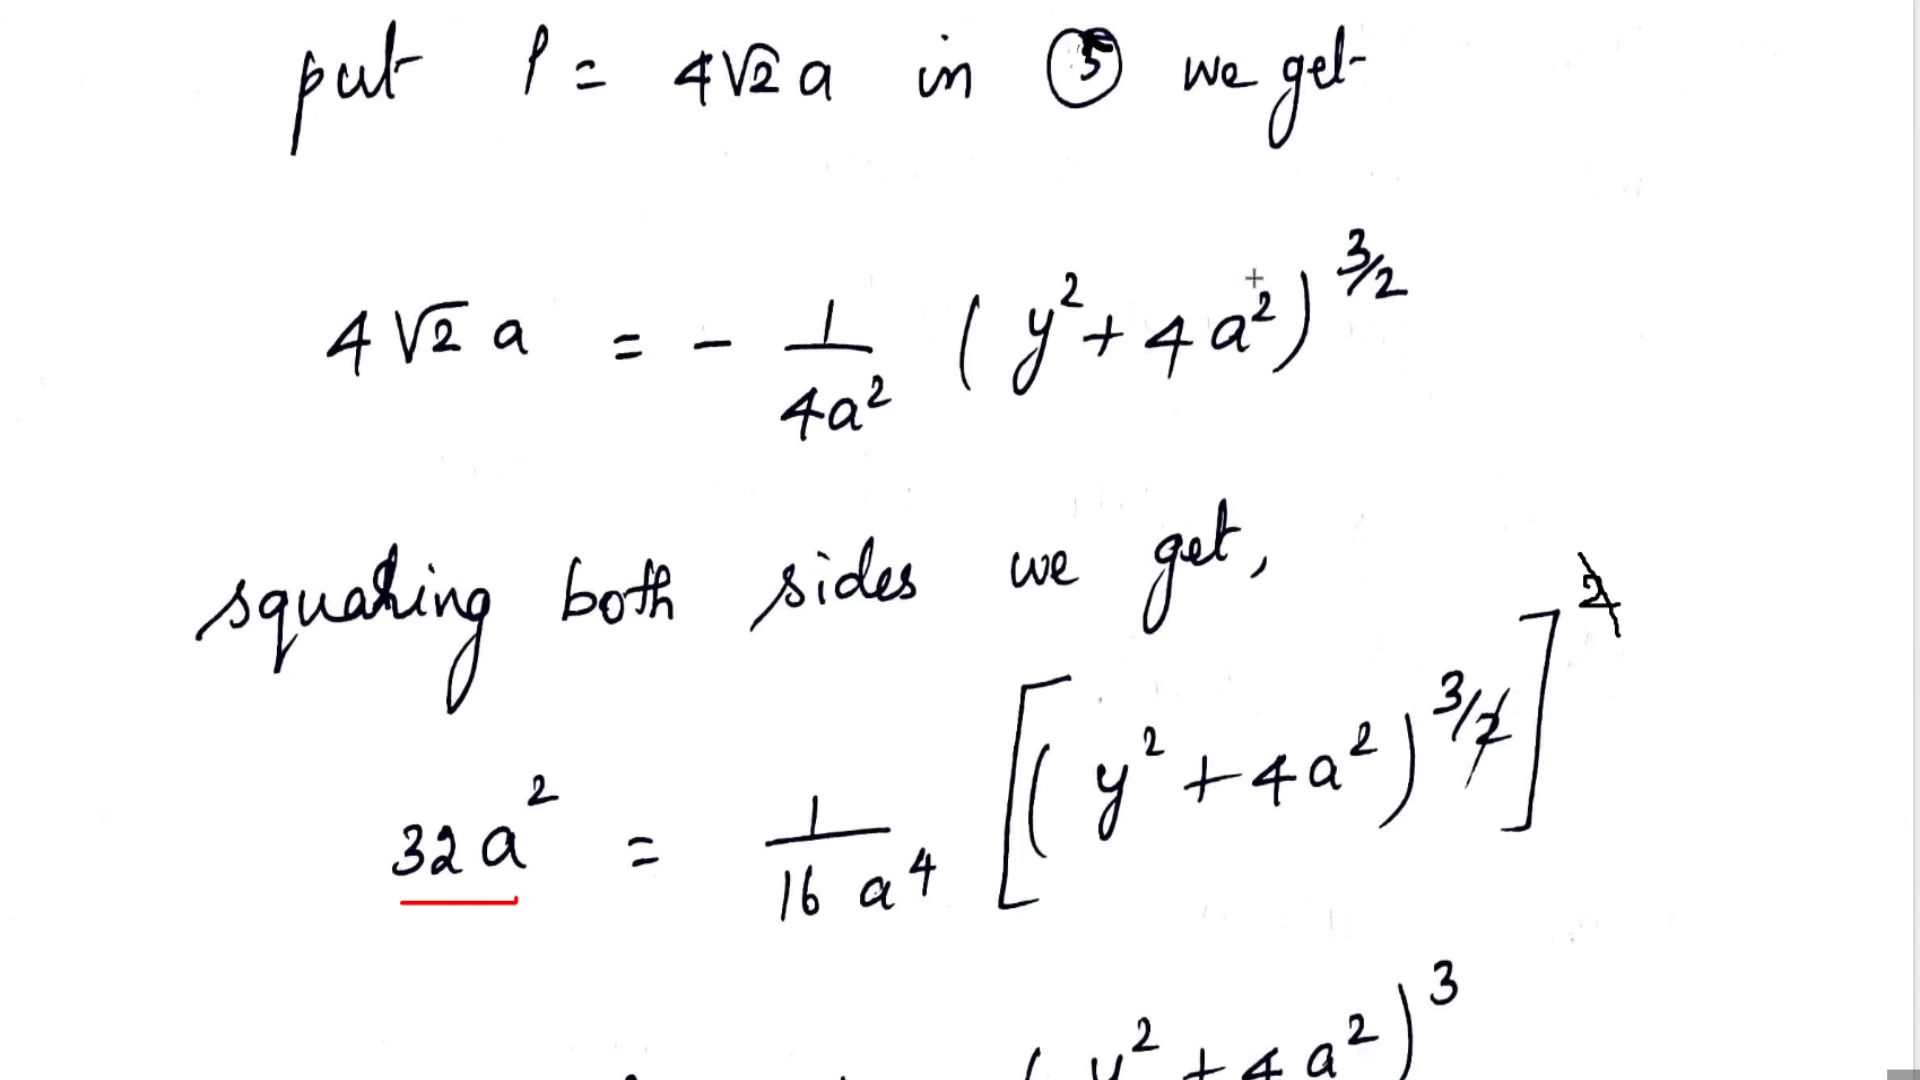 put ρ = 4√2 a in ⑤ we get
4√2 a = - 1/4a² (y² + 4a²)^3/2
squaring both sides we get,
32a² = 1/16a⁴ [(y² + 4a²)^3/2]^2
(y² + 4a²)³